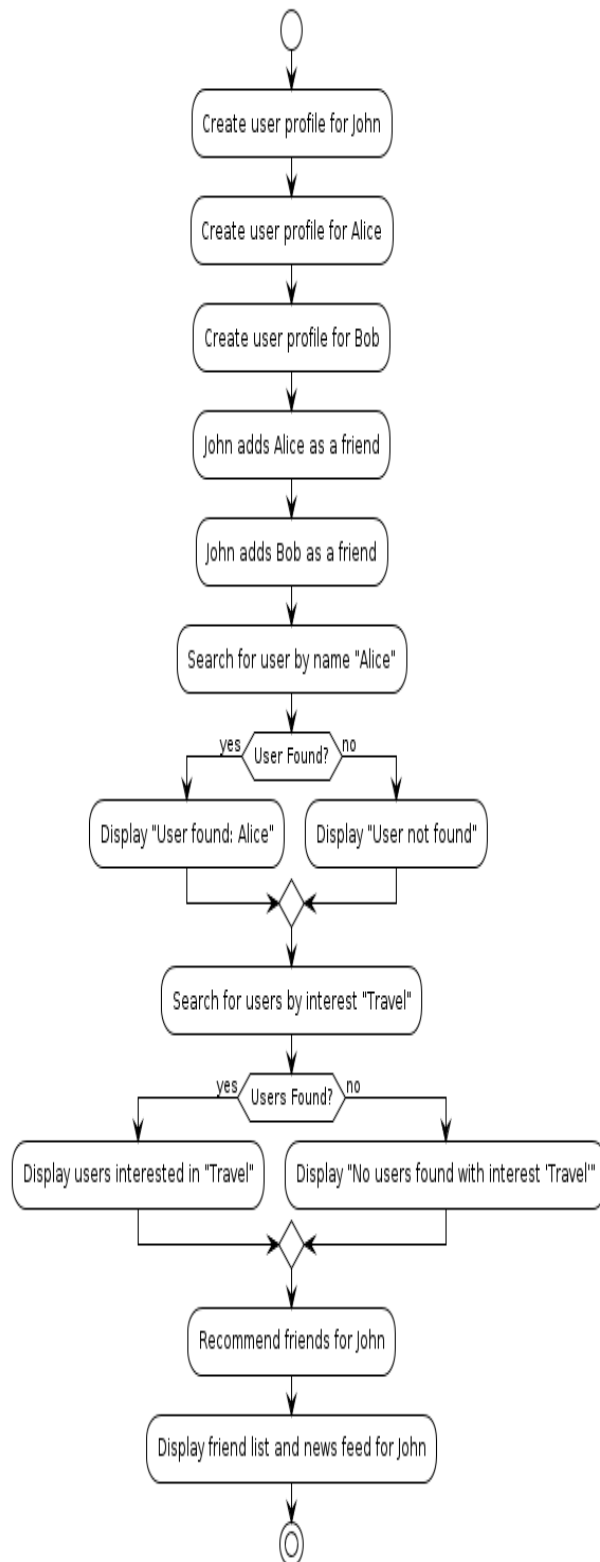 Create user profile for John
Create user profile for Alice
Create user profile for Bob
John adds Alice as a friend
John adds Bob as a friend
Search for user by name "Alice"
yes
User Found?
no
Display "User found: Alice"
Display "User not found"
Search for users by interest "Travel"
yes
Users Found?
no
Display users interested in "Travel"
Display "No users found with interest 'Travel'"
Recommend friends for John
Display friend list and news feed for John